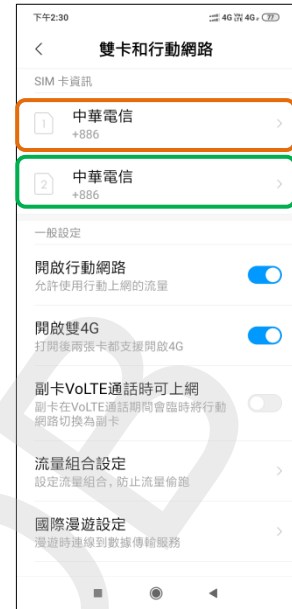 下午2:30
4G 4G
77
雙卡和行動網路
SIM 卡資訊
1
中華電信
+886
2
中華電信
+886
一般設定
開啟行動網路
允許使用行動上網的流量
開啟雙4G
打開後兩張卡都支援開啟4G
副卡VoLTE通話時可上網
副卡在VoLTE通話期間會臨時將行動
網路切換為副卡
流量組合設定
設定流量組合，防止流量偷跑
國際漫遊設定
漫遊時連線到數據傳輸服務